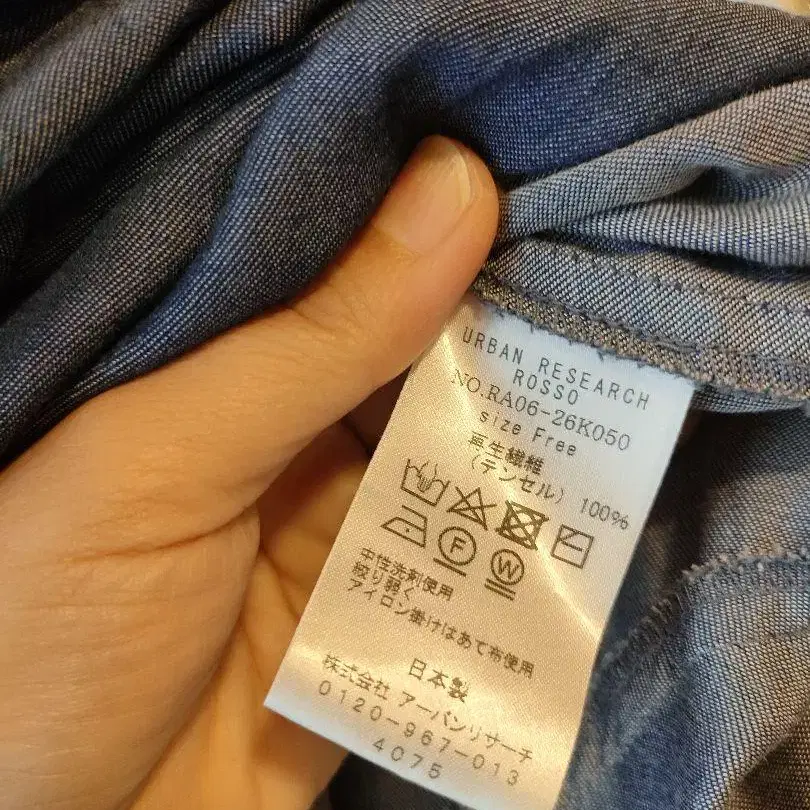 URBAN RESEARCH
ROSSO
NO.RA06-26K050
size Free
再生繊維
(テンセル) 100%
F
W
中性洗剤使用
絞り弱く
アイロン掛けはあて布使用
日本製
株式会社 アーバンリサーチ
0120-967-013
4075